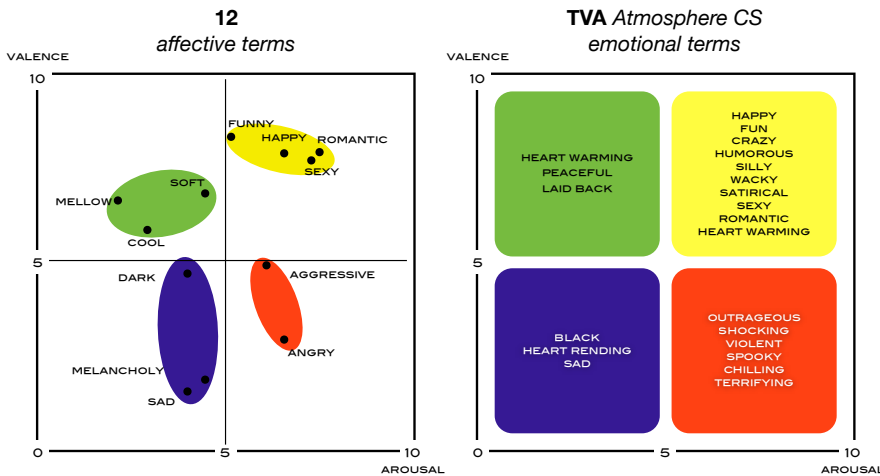 12
affective terms
VALENCE
10
FUNNY
HAPPY
ROMANTIC
SEXY
SOFT
MELLOW
COOL
5
DARK
AGGRESSIVE
ANGRY
MELANCHOLY
SAD
0
5
10
AROUSAL
TVA Atmosphere CS
emotional terms
VALENCE
10
HEART WARMING
PEACEFUL
LAID BACK
HAPPY
FUN
CRAZY
HUMOROUS
SILLY
WACKY
SATIRICAL
SEXY
ROMANTIC
HEART WARMING
5
BLACK
HEART RENDING
SAD
OUTRAGEOUS
SHOCKING
VIOLENT
SPOOKY
CHILLING
TERRIFYING
0
5
10
AROUSAL